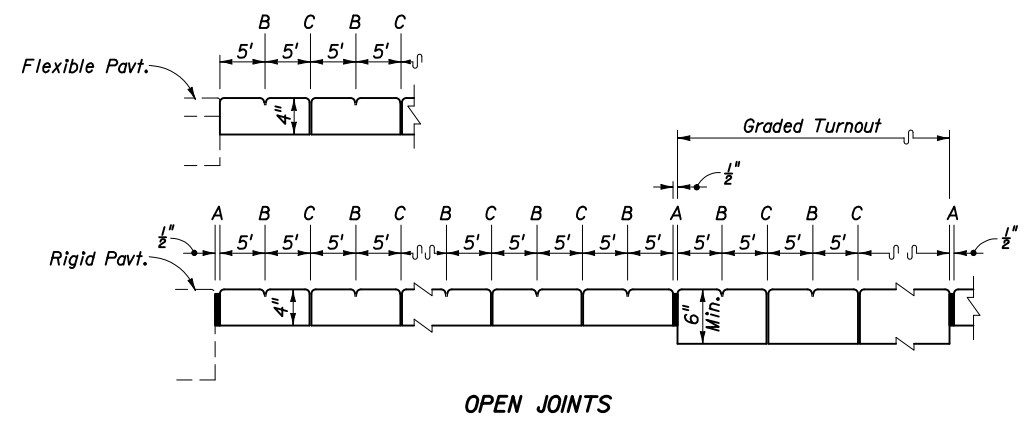 B C B C
5' 5' 5' 5'
Flexible Pavt.
4"
Graded Turnout
1/2"
A B C B C B C B C B A B C B C A
1/2" 5' 5' 5' 5' 5' 5' 5' 5' 5' 5' 5' 5' 5' 1/2"
Rigid Pavt.
4" 6" Min.
OPEN JOINTS